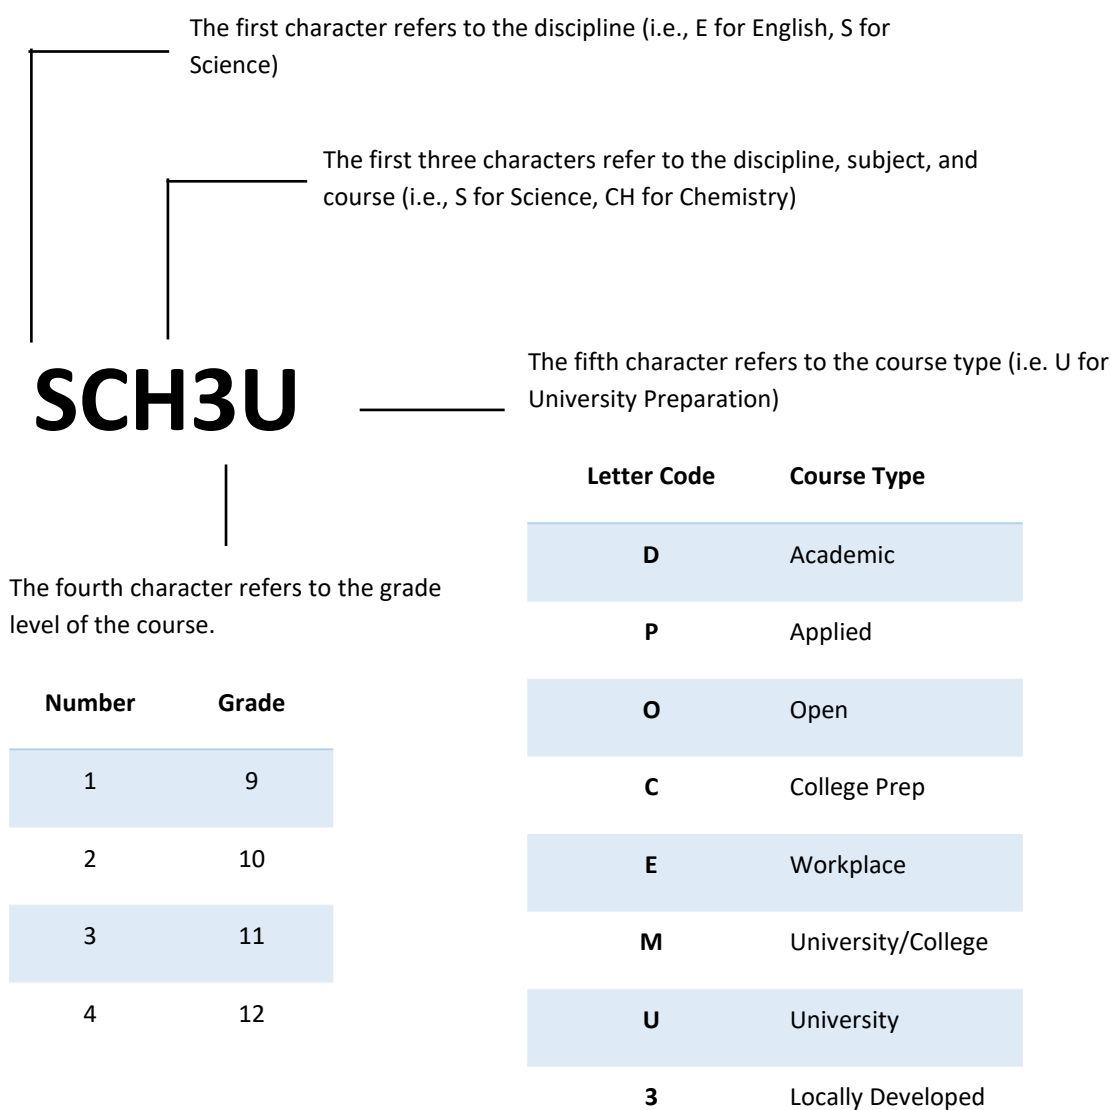 The first character refers to the discipline (i.e., E for English, S for
Science)
The first three characters refer to the discipline, subject, and
course (i.e., S for Science, CH for Chemistry)
SCH3U
The fifth character refers to the course type (i.e. U for
University Preparation)
The fourth character refers to the grade
level of the course.
Number Grade
1 9
2 10
3 11
4 12
Letter Code Course Type
D Academic
P Applied
O Open
C College Prep
E Workplace
M University/College
U University
3 Locally Developed